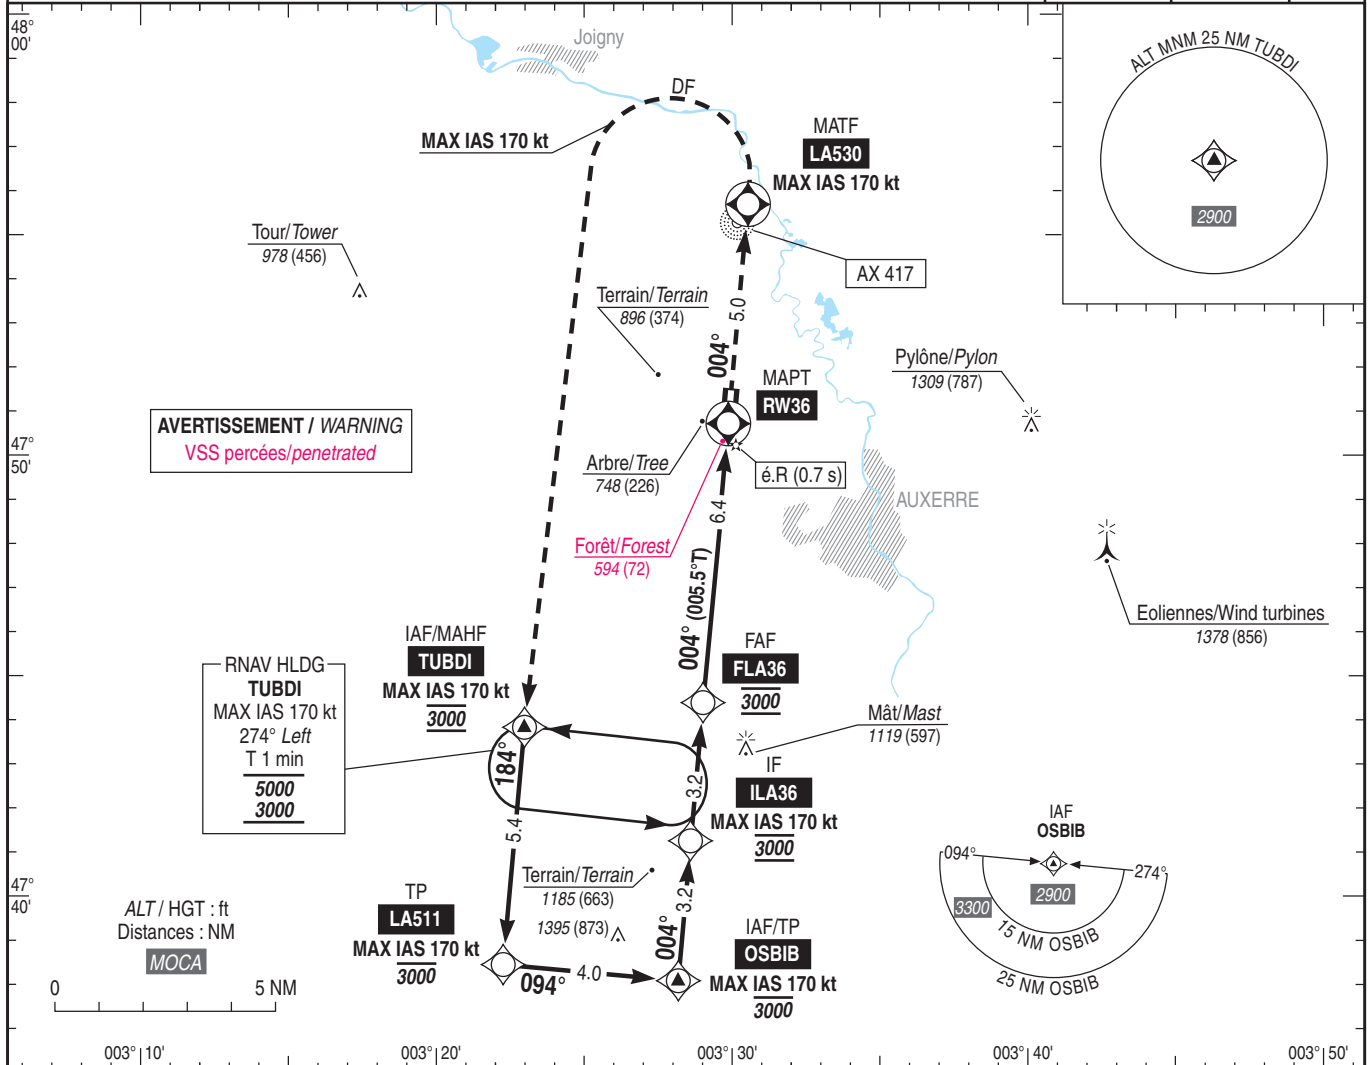 48°
00'
Joigny
ALT MNM 25 NM TUBDI
2900
DF
MAX IAS 170 kt
MATF
LA530
MAX IAS 170 kt
Tour/Tower
978 (456)
AX 417
Terrain/Terrain
896 (374)
5.0
004°
Pylône/Pylon
1309 (787)
MAPT
RW36
AVERTISSEMENT / WARNING
VSS percées/penetrated
47°
50'
Arbre/Tree
748 (226)
é.R (0.7 s)
AUXERRE
6.4
Forêt/Forest
594 (72)
004° (005.5°T)
Eoliennes/Wind turbines
1378 (856)
IAF/MAHF
TUBDI
MAX IAS 170 kt
3000
FAF
FLA36
3000
RNAV HLDG
TUBDI
MAX IAS 170 kt
274° Left
T 1 min
5000
3000
Mât/Mast
1119 (597)
184°
5.4
3.2
IF
ILA36
MAX IAS 170 kt
3000
IAF
OSBIB
094°
274°
2900
3300
15 NM OSBIB
25 NM OSBIB
47°
40'
Terrain/Terrain
1185 (663)
1395 (873)
3.2
004°
TP
LA511
MAX IAS 170 kt
3000
094°
4.0
IAF/TP
OSBIB
MAX IAS 170 kt
3000
ALT / HGT : ft
Distances : NM
MOCA
0 5 NM
003° 10' 003° 20' 003° 30' 003° 40' 003° 50'